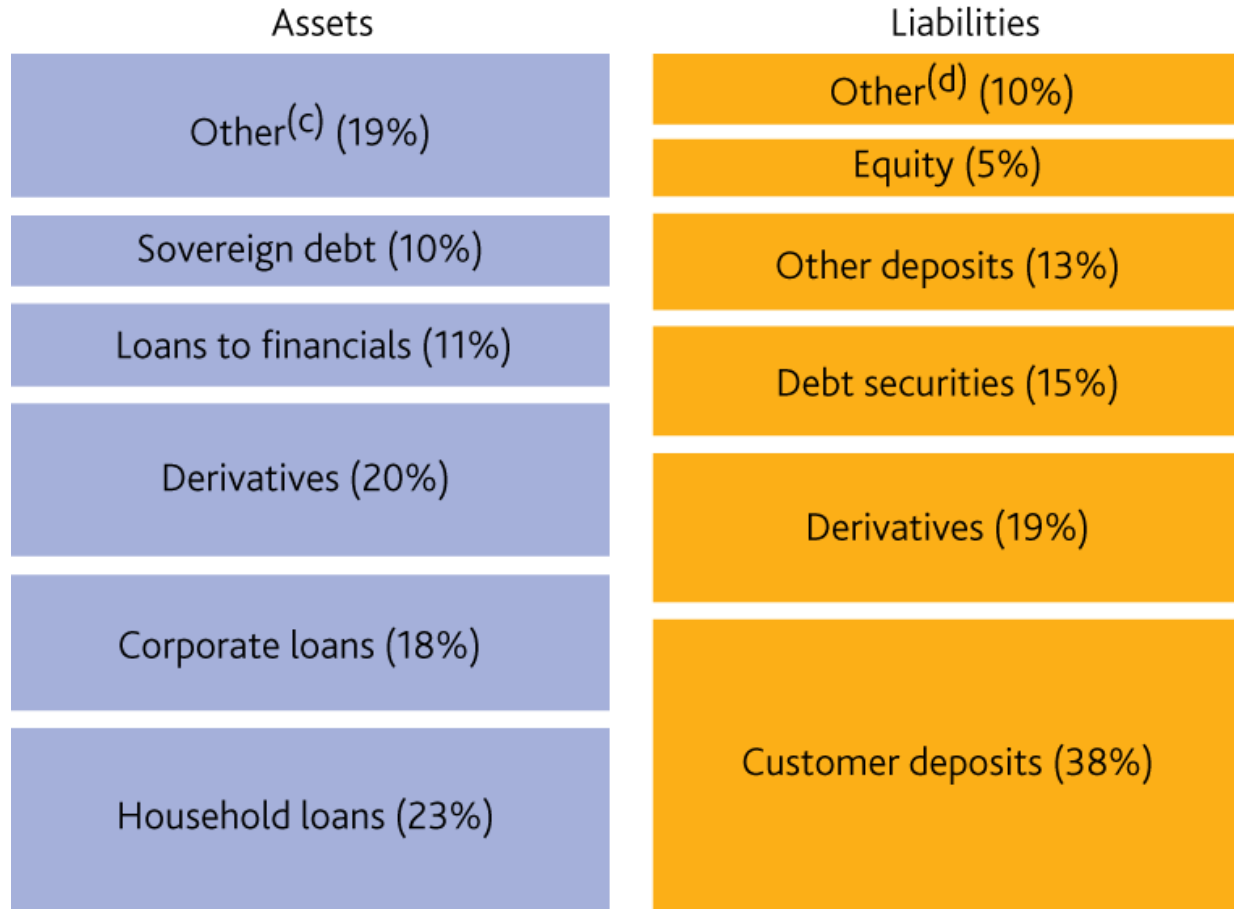 Assets
Other(c) (19%)
Sovereign debt (10%)
Loans to financials (11%)
Derivatives (20%)
Corporate loans (18%)
Household loans (23%)
Liabilities
Other(d) (10%)
Equity (5%)
Other deposits (13%)
Debt securities (15%)
Derivatives (19%)
Customer deposits (38%)